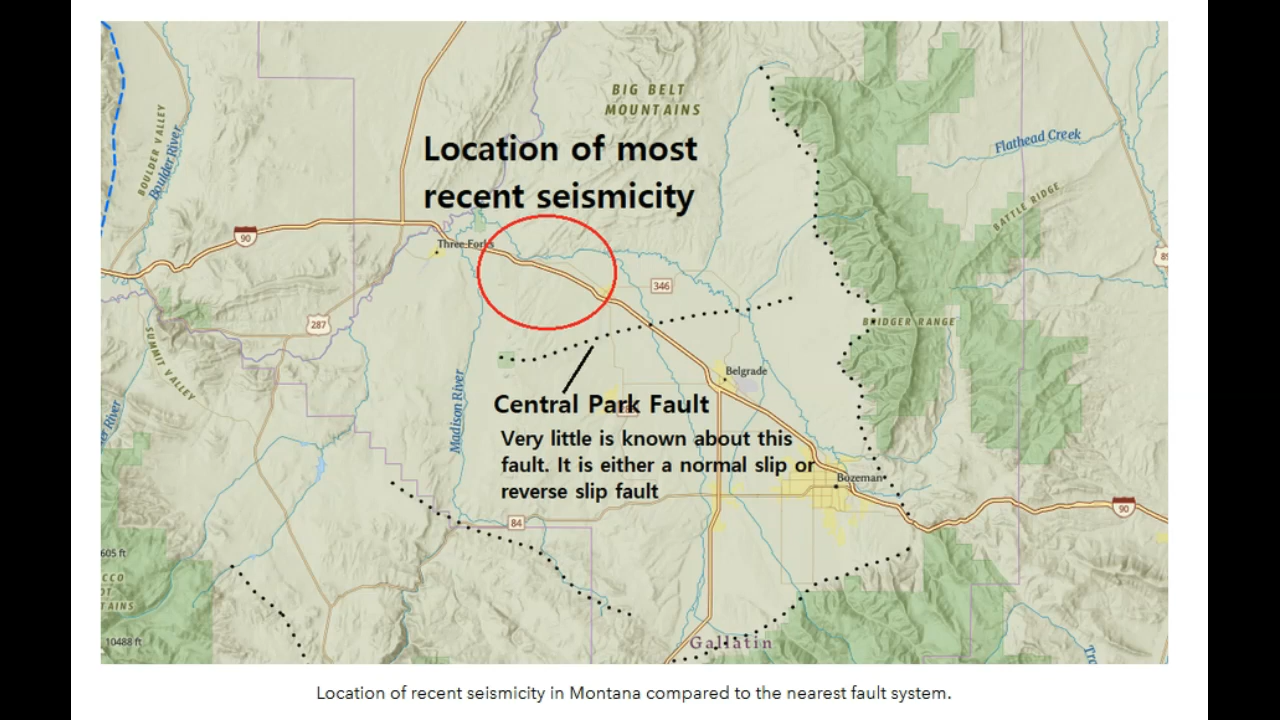 BIG BELT
MOUNTAINS
Location of most
recent seismicity
BOULDER VALLEY
Boulder River
Flathead Creek
BATTLE RIDGE
90
Three Forks
346
287
BRIDGER RANGE
SUMMIT VALLEY
Belgrade
Madison River
Central Park Fault
Very little is known about this
fault. It is either a normal slip or
reverse slip fault
River
Bozeman
84
90
605 ft
10488 ft
Gallatin
Location of recent seismicity in Montana compared to the nearest fault system.